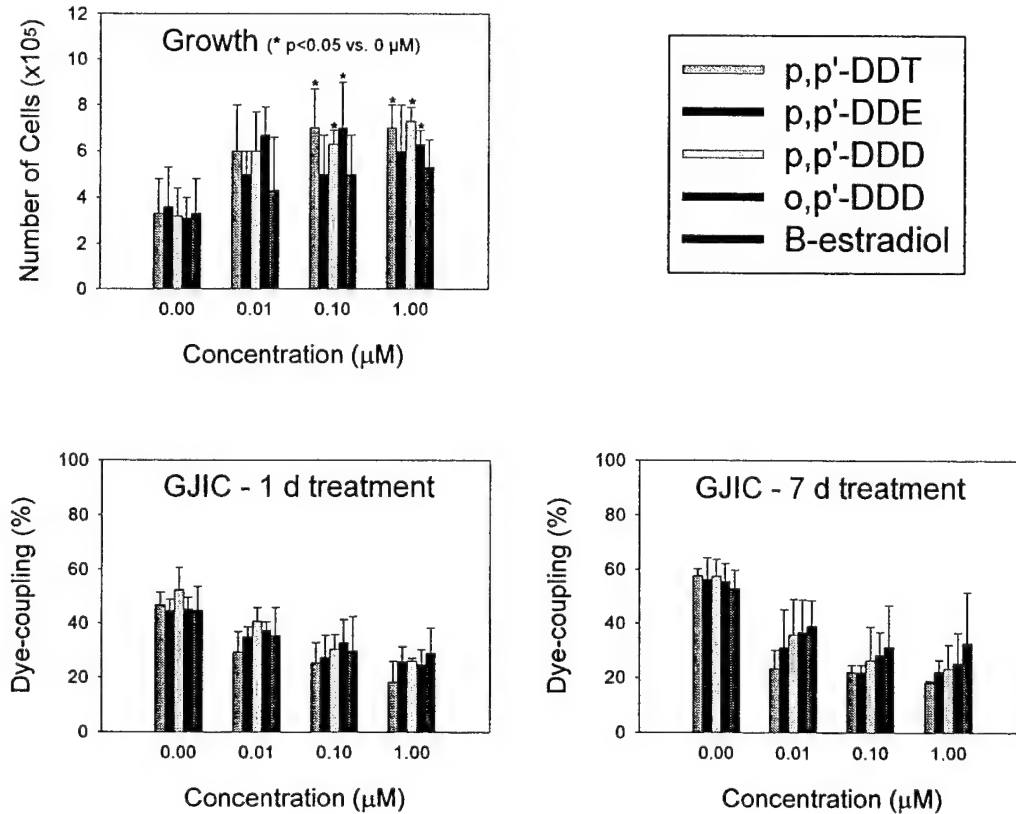 Growth (* p<0.05 vs. 0 µM)
Number of Cells (x10⁵)
12
10
8
6
4
2
0
* * *
* * * *
0.00 0.01 0.10 1.00
Concentration (µM)
p,p'-DDT
p,p'-DDE
p,p'-DDD
o,p'-DDD
B-estradiol
GJIC - 1 d treatment
Dye-coupling (%)
100
80
60
40
20
0
0.00 0.01 0.10 1.00
Concentration (µM)
GJIC - 7 d treatment
Dye-coupling (%)
100
80
60
40
20
0
0.00 0.01 0.10 1.00
Concentration (µM)